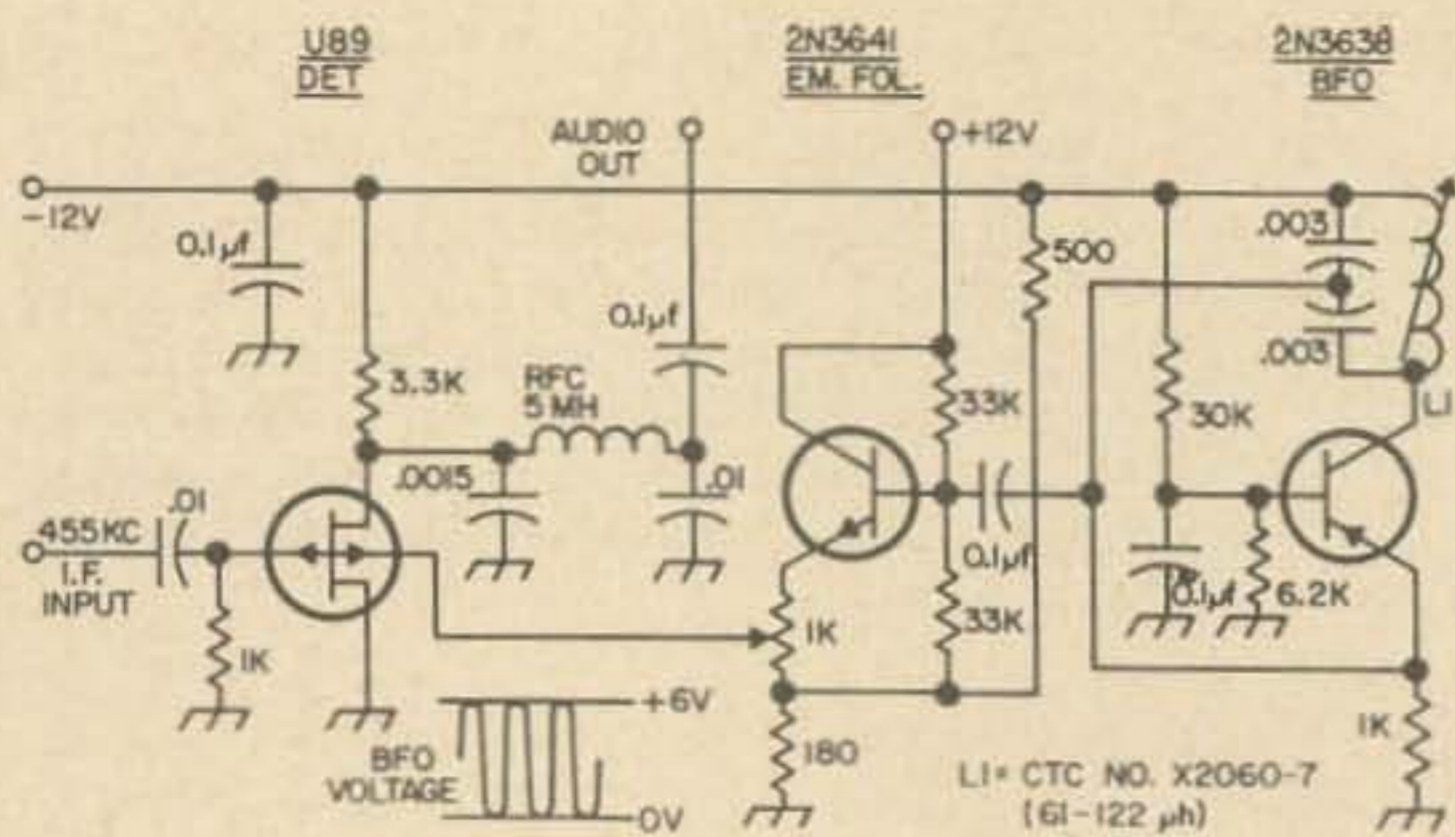 U89
DET
2N3641
EM. FOL.
2N3638
BFO
AUDIO
OUT
+12V
-12V
0.1µf
500
.003
0.1µf
.003
3.3K
RFC
5 MH
33K
30K
L1
.0015
.01
.01
455KC
I.F.
INPUT
0.1µf
0.1µf
6.2K
1K
1K
33K
+6V
BFO
VOLTAGE
0V
180
1K
L1= CTC NO. X2060-7
(61-122 µh)